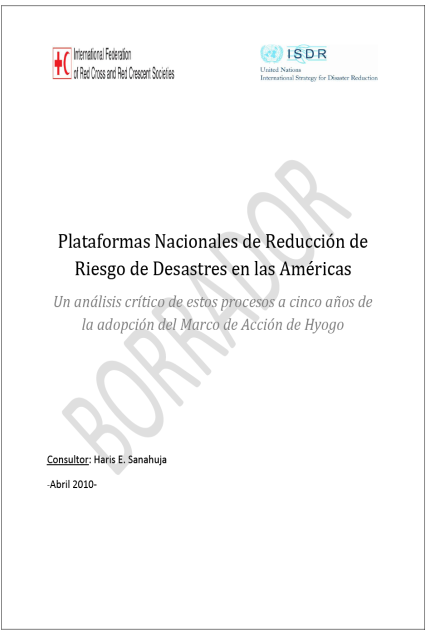 International Federation
of Red Cross and Red Crescent Societies
ISDR
United Nations
International Strategy for Disaster Reduction
Plataformas Nacionales de Reducción de
Riesgo de Desastres en las Américas
Un análisis crítico de estos procesos a cinco años de
la adopción del Marco de Acción de Hyogo
BORRADOR
Consultor: Haris E. Sanahuja
-Abril 2010-